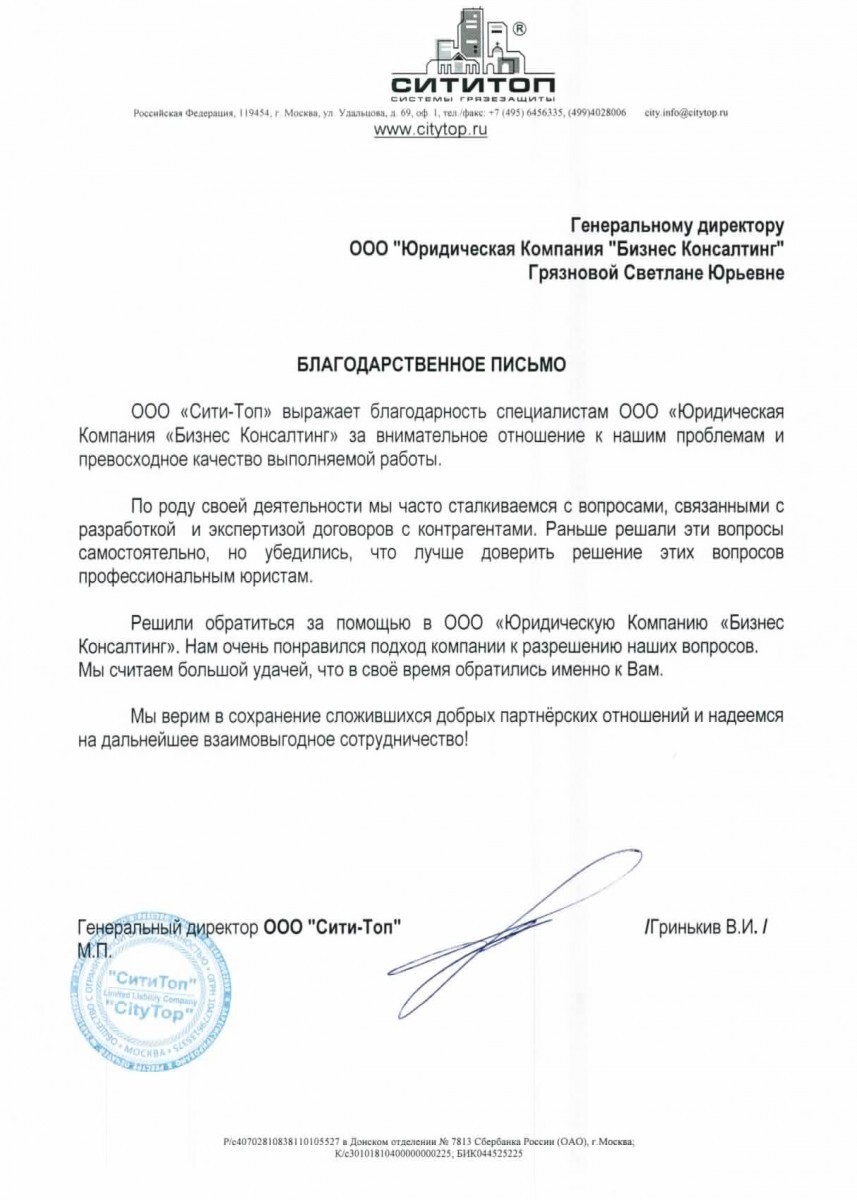 ®
СИТИТОП
СИСТЕМЫ ГРЯЗЕЗАЩИТЫ
Российская Федерация, 119454, г. Москва, ул. Удальцова, д. 69, оф. 1, тел./факс: +7 (495) 6456335, (499)4028006 city.info@citytop.ru
www.citytop.ru
Генеральному директору
ООО "Юридическая Компания "Бизнес Консалтинг"
Грязновой Светлане Юрьевне
БЛАГОДАРСТВЕННОЕ ПИСЬМО
ООО «Сити-Топ» выражает благодарность специалистам ООО «Юридическая
Компания «Бизнес Консалтинг» за внимательное отношение к нашим проблемам и
превосходное качество выполняемой работы.
По роду своей деятельности мы часто сталкиваемся с вопросами, связанными с
разработкой и экспертизой договоров с контрагентами. Раньше решали эти вопросы
самостоятельно, но убедились, что лучше доверить решение этих вопросов
профессиональным юристам.
Решили обратиться за помощью в ООО «Юридическую Компанию «Бизнес
Консалтинг». Нам очень понравился подход компании к разрешению наших вопросов.
Мы считаем большой удачей, что в своё время обратились именно к Вам.
Мы верим в сохранение сложившихся добрых партнёрских отношений и надеемся
на дальнейшее взаимовыгодное сотрудничество!
Генеральный директор ООО "Сити-Топ" /Гринькив В.И. /
М.П.
"СитиТоп"
Limited Liability Company
"CityTop"
МОСКВА
Р/с40702810838110105527 в Донском отделении № 7813 Сбербанка России (ОАО), г.Москва;
К/с30101810400000000225, БИК044525225